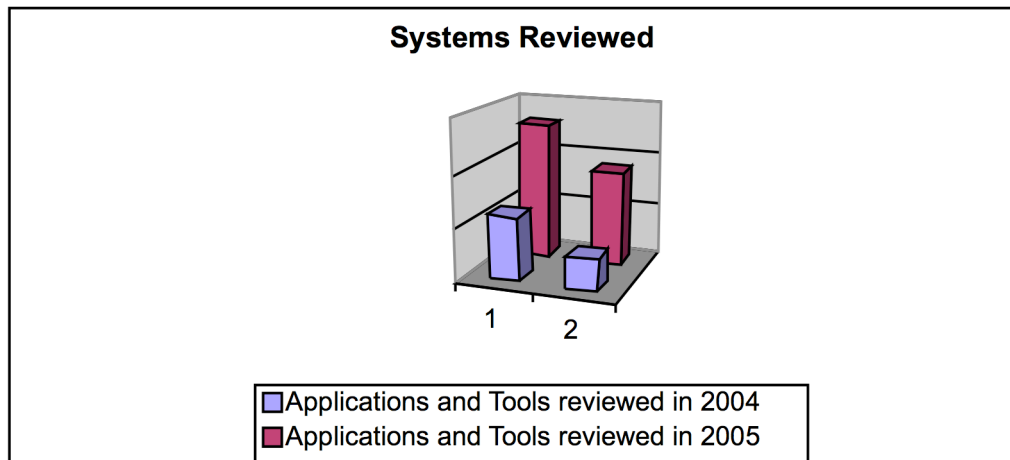 Systems Reviewed
1
2
Applications and Tools reviewed in 2004
Applications and Tools reviewed in 2005